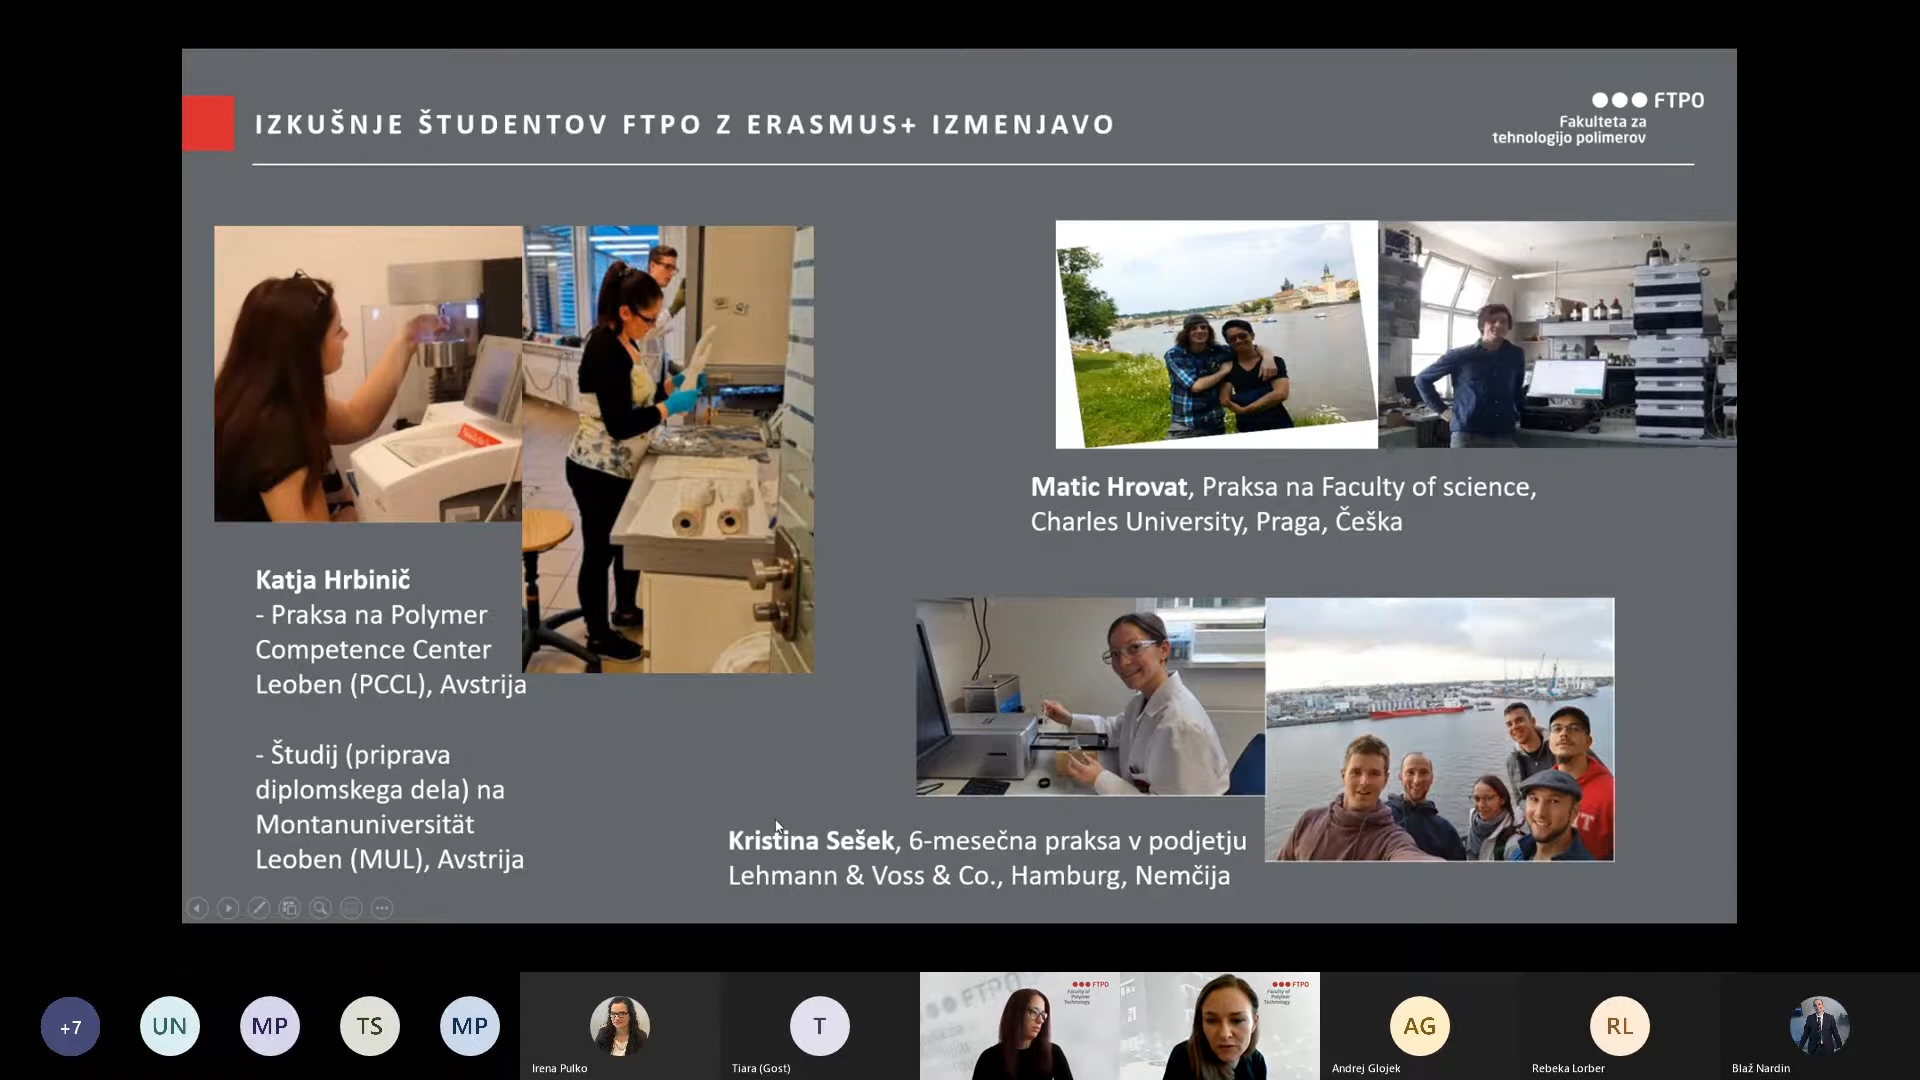 IZKUŠNJE ŠTUDENTOV FTPO Z ERASMUS+ IZMENJAVO
FTPO
Fakulteta za
tehnologijo polimerov
Katja Hrbinič
- Praksa na Polymer
Competence Center
Leoben (PCCL), Avstrija
- Študij (priprava
diplomskega dela) na
Montanuniversität
Leoben (MUL), Avstrija
Matic Hrovat, Praksa na Faculty of science,
Charles University, Praga, Češka
Kristina Sešek, 6-mesečna praksa v podjetju
Lehmann & Voss & Co., Hamburg, Nemčija
+7
UN
MP
TS
MP
Irena Pulko
T
Tiara (Gost)
FTPO
Faculty of
Polymer
Technology
FTPO
Faculty of
Polymer
Technology
AG
Andrej Glojek
RL
Rebeka Lorber
Blaž Nardin